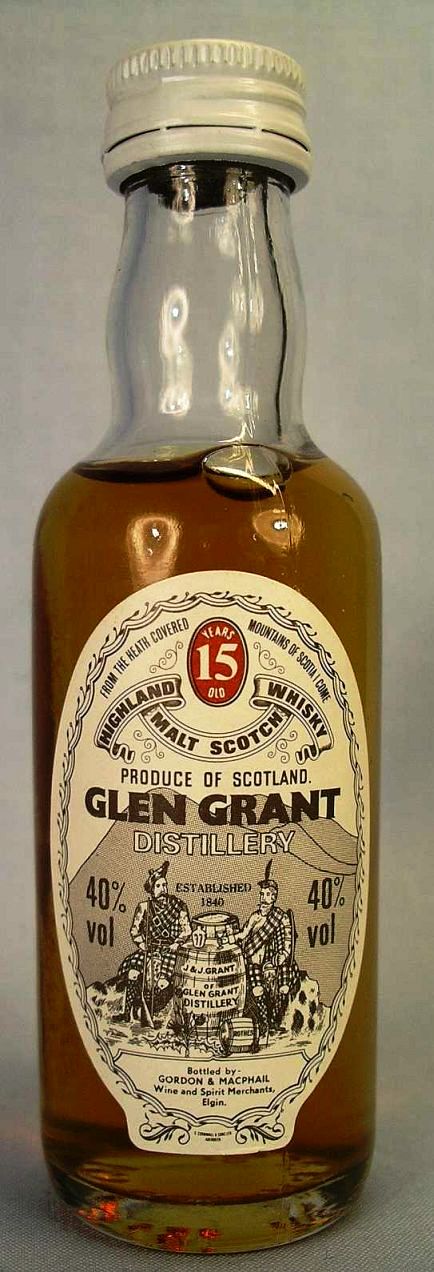 FROM THE HEATH COVERED MOUNTAINS OF SCOTIA I COME
YEARS
15
OLD
HIGHLAND MALT SCOTCH WHISKY
PRODUCE OF SCOTLAND.
GLEN GRANT
DISTILLERY
40%
vol
ESTABLISHED
1840
40%
vol
J & J. GRANT
OF
GLEN GRANT
DISTILLERY
ROTHES
Bottled by-
GORDON & MACPHAIL
Wine and Spirit Merchants,
Elgin.